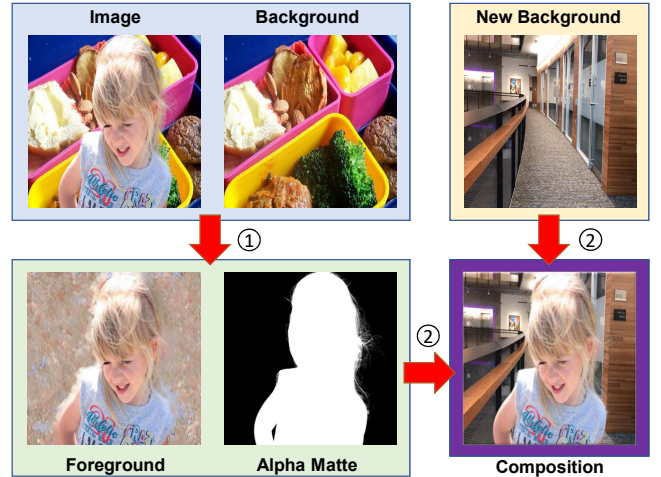 Image
Background
New Background
①
②
②
Foreground
Alpha Matte
Composition